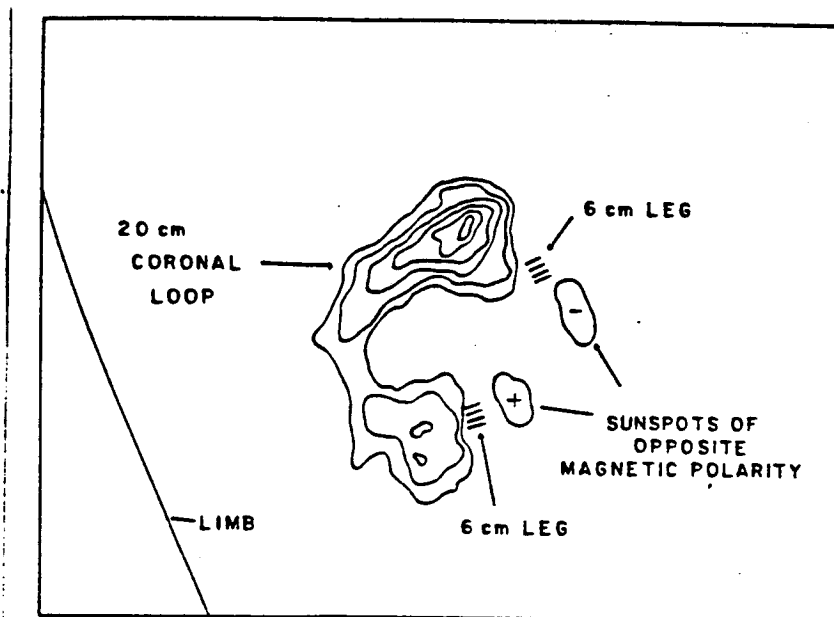 20 cm
CORONAL
LOOP
6 cm LEG
−
+
SUNSPOTS OF
OPPOSITE
MAGNETIC POLARITY
LIMB
6 cm LEG